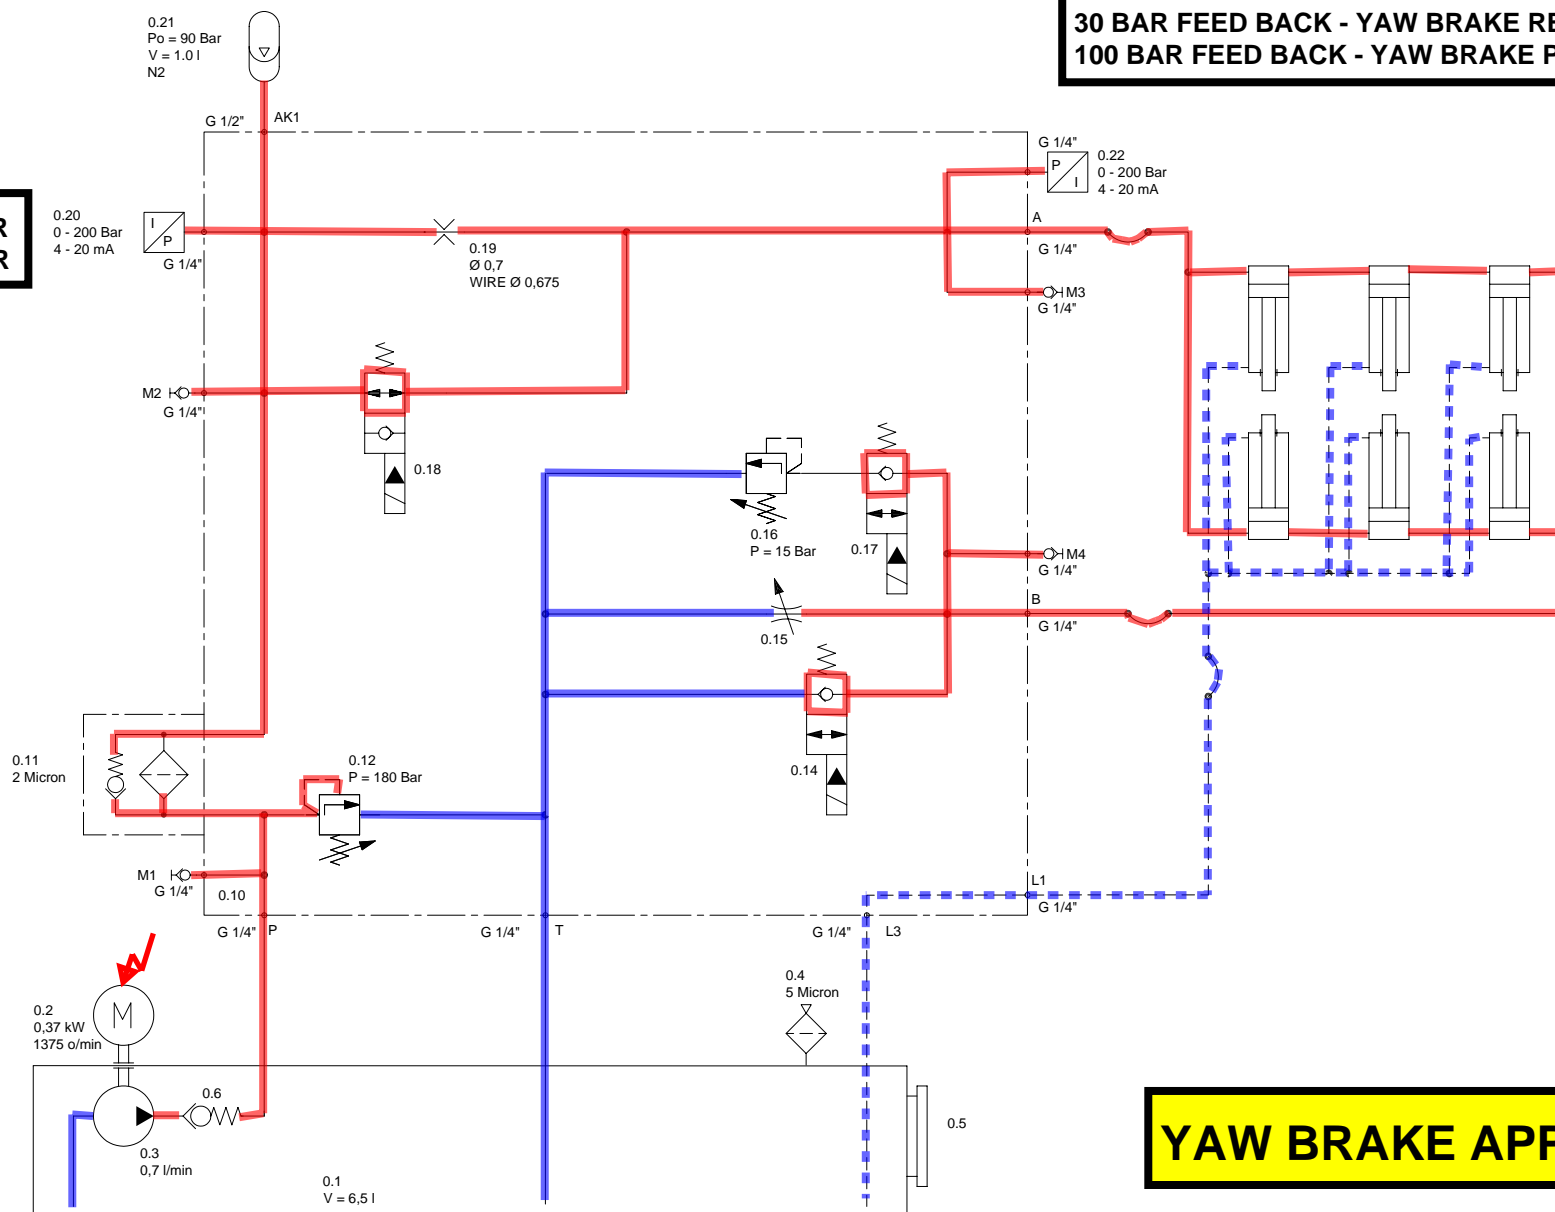 0.21
Po = 90 Bar
V = 1.0 l
N2
30 BAR FEED BACK - YAW BRAKE RE
100 BAR FEED BACK - YAW BRAKE P
G 1/2"
AK1
G 1/4"
P
I
0.22
0 - 200 Bar
4 - 20 mA
R
R
0.20
0 - 200 Bar
4 - 20 mA
I
P
G 1/4"
0.19
Ø 0,7
WIRE Ø 0,675
A
G 1/4"
M3
G 1/4"
M2
G 1/4"
0.18
0.16
P = 15 Bar
0.17
M4
G 1/4"
B
G 1/4"
0.15
0.14
0.11
2 Micron
0.12
P = 180 Bar
M1
G 1/4"
0.10
L1
G 1/4"
G 1/4"
P
G 1/4"
T
G 1/4"
L3
0.4
5 Micron
0.2
0,37 kW
1375 o/min
M
0.6
0.3
0,7 l/min
0.5
0.1
V = 6,5 l
YAW BRAKE APP